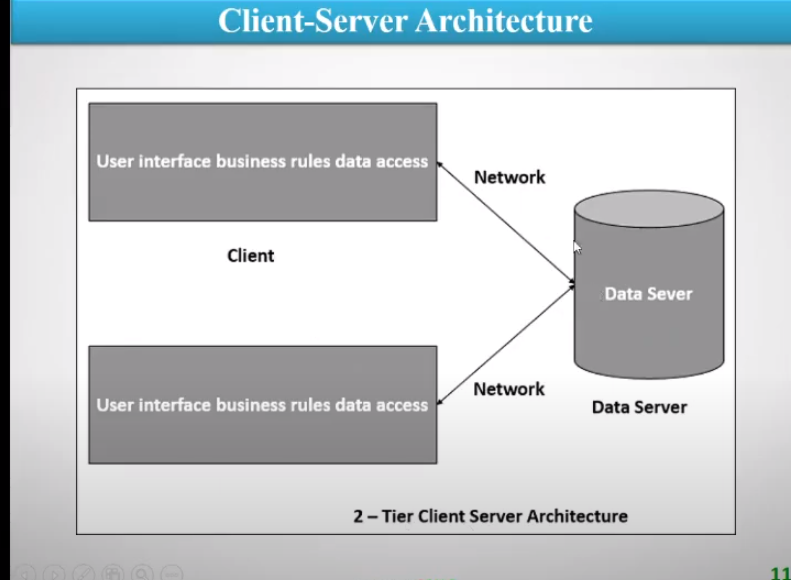 Client-Server Architecture
User interface business rules data access
Network
Client
Data Sever
User interface business rules data access
Network
Data Server
2 – Tier Client Server Architecture
11